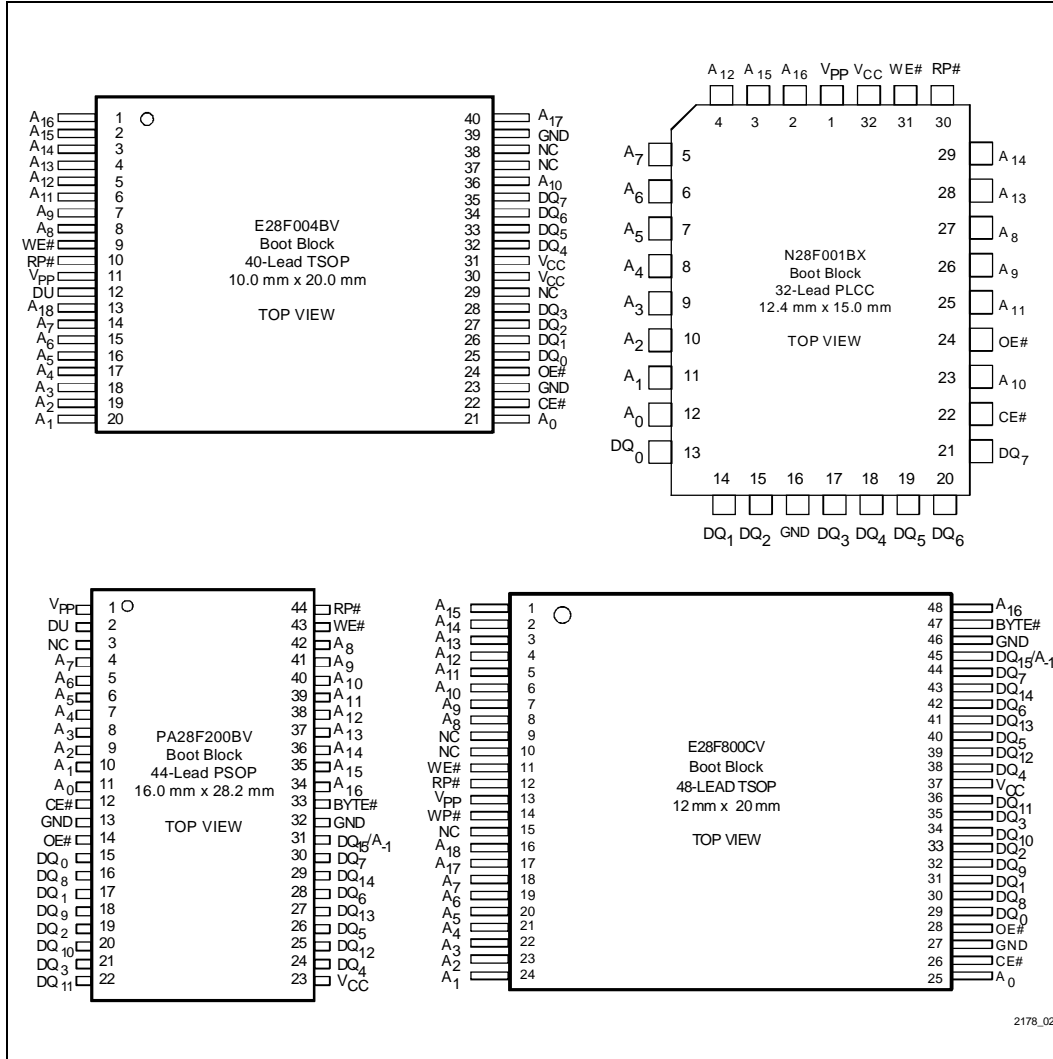 A16 1 40 A17
A15 2 39 GND
A14 3 38 NC
A13 4 37 NC
A12 5 36 A10
A11 6 35 DQ7
A9 7 34 DQ6
A8 8 33 DQ5
WE# 9 32 DQ4
RP# 10 31 VCC
VPP 11 30 VCC
DU 12 29 NC
A18 13 28 DQ3
A7 14 27 DQ2
A6 15 26 DQ1
A5 16 25 DQ0
A4 17 24 OE#
A3 18 23 GND
A2 19 22 CE#
A1 20 21 A0
E28F004BV
Boot Block
40-Lead TSOP
10.0 mm x 20.0 mm
TOP VIEW
A12 A15 A16 VPP VCC WE# RP#
4 3 2 1 32 31 30
A7 5 29 A14
A6 6 28 A13
A5 7 27 A8
A4 8 26 A9
A3 9 25 A11
A2 10 24 OE#
A1 11 23 A10
A0 12 22 CE#
DQ0 13 21 DQ7
14 15 16 17 18 19 20
DQ1 DQ2 GND DQ3 DQ4 DQ5 DQ6
N28F001BX
Boot Block
32-Lead PLCC
12.4 mm x 15.0 mm
TOP VIEW
VPP 1 44 RP#
DU 2 43 WE#
NC 3 42 A8
A7 4 41 A9
A6 5 40 A10
A5 6 39 A11
A4 7 38 A12
A3 8 37 A13
A2 9 36 A14
A1 10 35 A15
A0 11 34 A16
CE# 12 33 BYTE#
GND 13 32 GND
OE# 14 31 DQ15/A-1
DQ0 15 30 DQ7
DQ8 16 29 DQ14
DQ1 17 28 DQ6
DQ9 18 27 DQ13
DQ2 19 26 DQ5
DQ10 20 25 DQ12
DQ3 21 24 DQ4
DQ11 22 23 VCC
PA28F200BV
Boot Block
44-Lead PSOP
16.0 mm x 28.2 mm
TOP VIEW
A15 1 48 A16
A14 2 47 BYTE#
A13 3 46 GND
A12 4 45 DQ15/A-1
A11 5 44 DQ7
A10 6 43 DQ14
A9 7 42 DQ6
A8 8 41 DQ13
NC 9 40 DQ5
NC 10 39 DQ12
WE# 11 38 DQ4
RP# 12 37 VCC
VPP 13 36 DQ11
WP# 14 35 DQ3
NC 15 34 DQ10
A18 16 33 DQ2
A17 17 32 DQ9
A7 18 31 DQ1
A6 19 30 DQ8
A5 20 29 DQ0
A4 21 28 OE#
A3 22 27 GND
A2 23 26 CE#
A1 24 25 A0
E28F800CV
Boot Block
48-LEAD TSOP
12 mm x 20 mm
TOP VIEW
2178_02